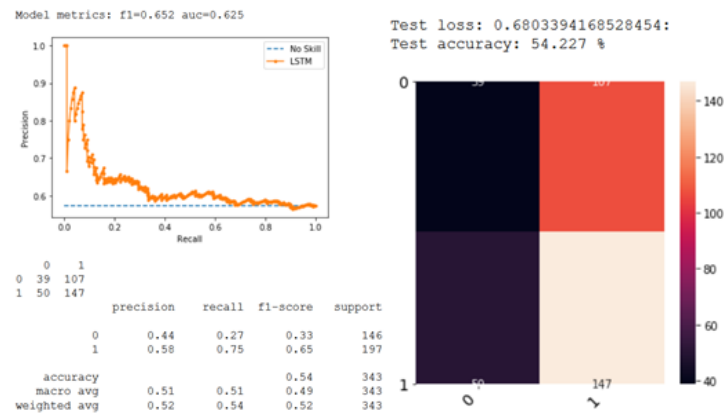 Model metrics: f1=0.652 auc=0.625
No Skill
LSTM
1.0
0.9
0.8
0.7
0.6
Precision
0.0 0.2 0.4 0.6 0.8 1.0
Recall
0 1
0 39 107
1 50 147
precision recall f1-score support
0 0.44 0.27 0.33 146
1 0.58 0.75 0.65 197
accuracy 0.54 343
macro avg 0.51 0.51 0.49 343
weighted avg 0.52 0.54 0.52 343
Test loss: 0.6803394168528454:
Test accuracy: 54.227 %
0 39 107
1 50 147
0 1
140
120
100
80
60
40